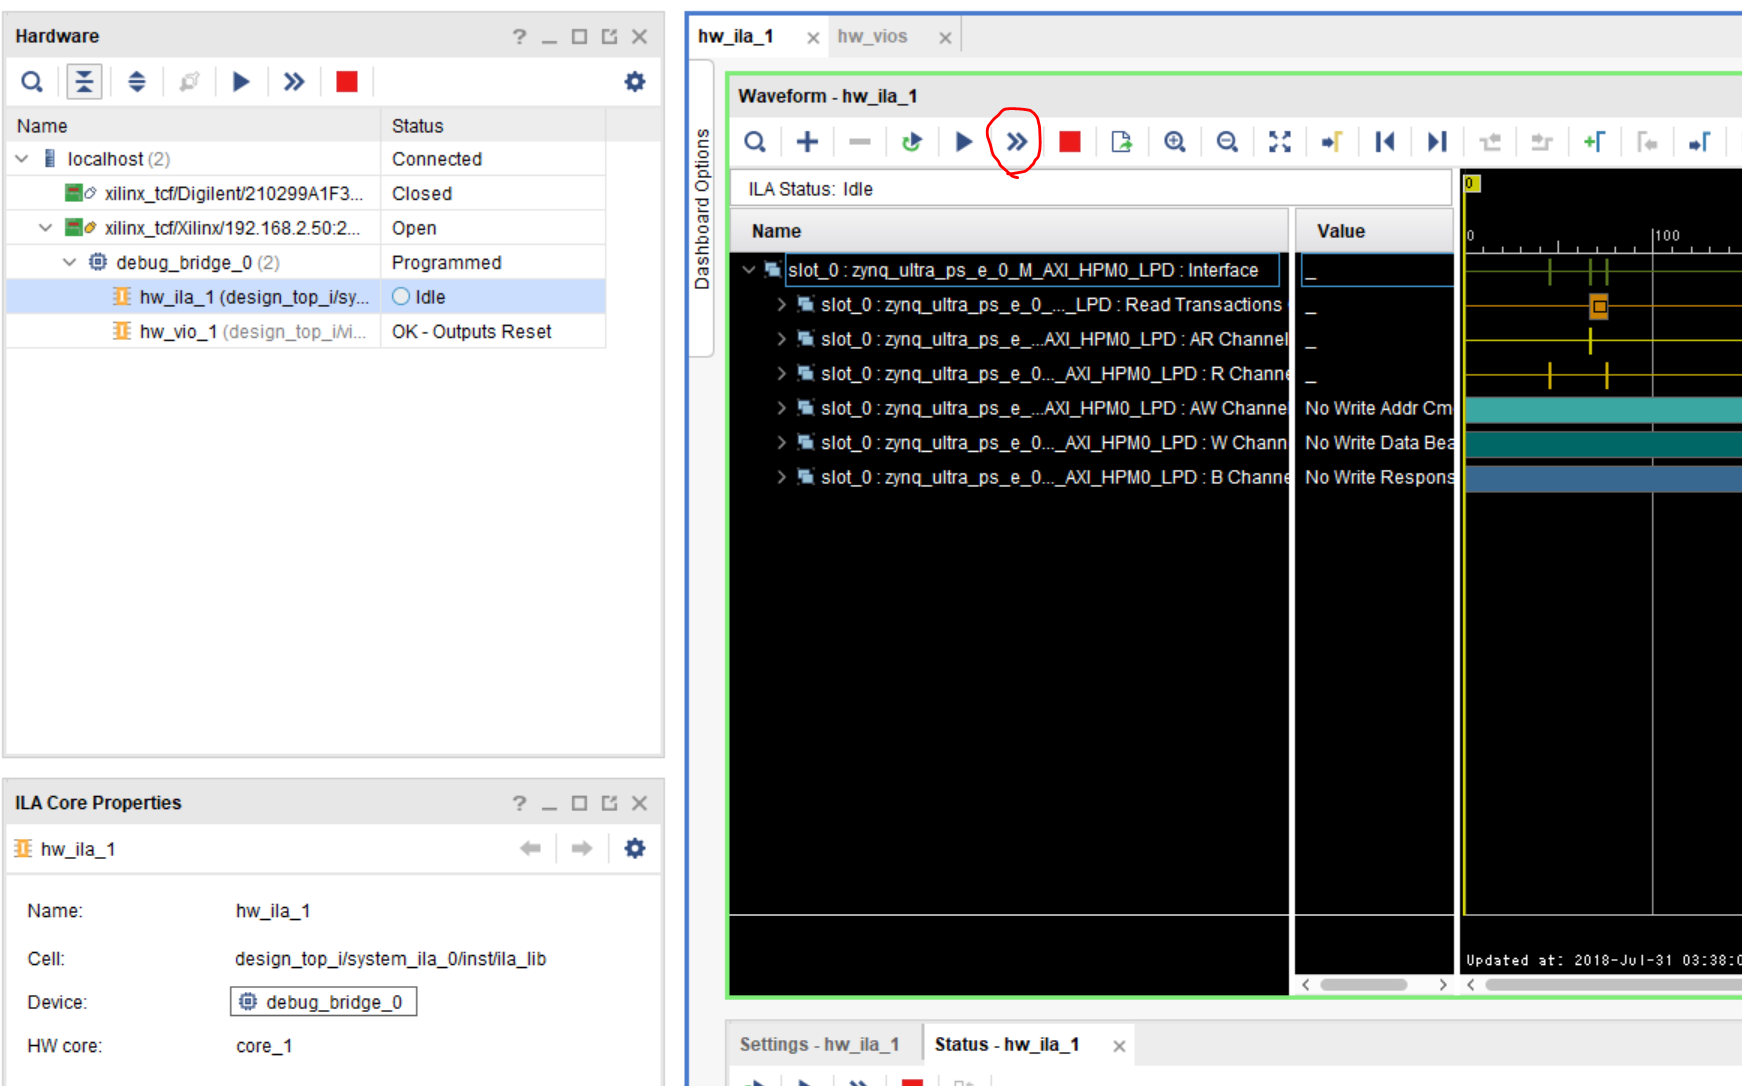 Hardware
Name Status
localhost (2) Connected
xilinx_tcf/Digilent/210299A1F3... Closed
xilinx_tcf/Xilinx/192.168.2.50:2... Open
debug_bridge_0 (2) Programmed
hw_ila_1 (design_top_i/sy... Idle
hw_vio_1 (design_top_i/vi... OK - Outputs Reset
ILA Core Properties
hw_ila_1
Name: hw_ila_1
Cell: design_top_i/system_ila_0/inst/ila_lib
Device: debug_bridge_0
HW core: core_1
hw_ila_1 hw_vios
Dashboard Options
Waveform - hw_ila_1
ILA Status: Idle
Name Value
0
0 100
slot_0 : zynq_ultra_ps_e_0_M_AXI_HPM0_LPD : Interface _
slot_0 : zynq_ultra_ps_e_0_..._LPD : Read Transactions _
slot_0 : zynq_ultra_ps_e_...AXI_HPM0_LPD : AR Channel _
slot_0 : zynq_ultra_ps_e_0..._AXI_HPM0_LPD : R Channe _
slot_0 : zynq_ultra_ps_e_...AXI_HPM0_LPD : AW Channel No Write Addr Cm
slot_0 : zynq_ultra_ps_e_0..._AXI_HPM0_LPD : W Chann No Write Data Bea
slot_0 : zynq_ultra_ps_e_0..._AXI_HPM0_LPD : B Channe No Write Respons
Updated at: 2018-Jul-31 03:38:0
Settings - hw_ila_1 Status - hw_ila_1